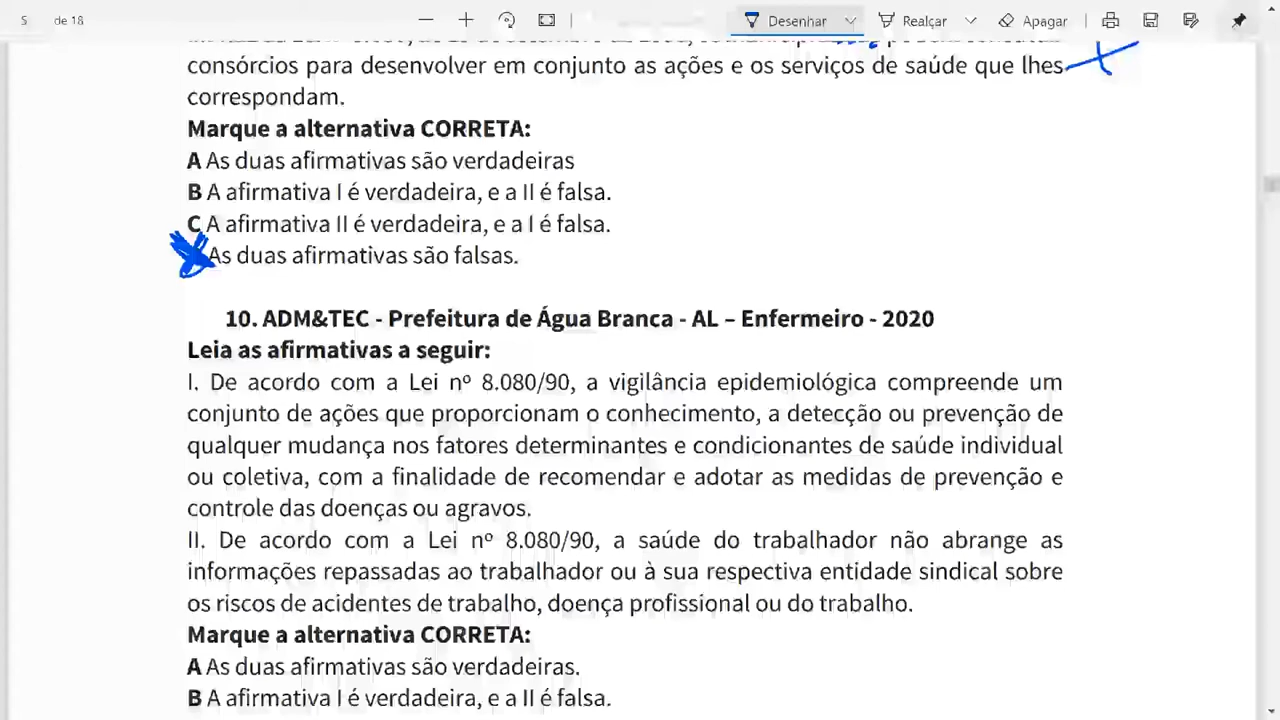 5 de 18 Desenhar Realçar Apagar
consórcios para desenvolver em conjunto as ações e os serviços de saúde que lhes
correspondam.
Marque a alternativa CORRETA:
A As duas afirmativas são verdadeiras
B A afirmativa I é verdadeira, e a II é falsa.
C A afirmativa II é verdadeira, e a I é falsa.
As duas afirmativas são falsas.
10. ADM&TEC - Prefeitura de Água Branca - AL – Enfermeiro - 2020
Leia as afirmativas a seguir:
I. De acordo com a Lei nº 8.080/90, a vigilância epidemiológica compreende um
conjunto de ações que proporcionam o conhecimento, a detecção ou prevenção de
qualquer mudança nos fatores determinantes e condicionantes de saúde individual
ou coletiva, com a finalidade de recomendar e adotar as medidas de prevenção e
controle das doenças ou agravos.
II. De acordo com a Lei nº 8.080/90, a saúde do trabalhador não abrange as
informações repassadas ao trabalhador ou à sua respectiva entidade sindical sobre
os riscos de acidentes de trabalho, doença profissional ou do trabalho.
Marque a alternativa CORRETA:
A As duas afirmativas são verdadeiras.
B A afirmativa I é verdadeira, e a II é falsa.